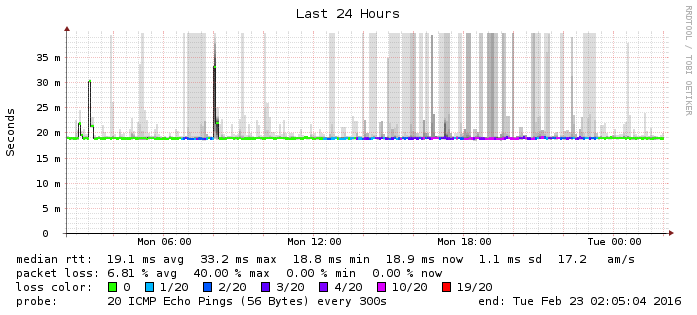 Last 24 Hours
RRDTOOL / TOBI OETIKER
Seconds
35 m
30 m
25 m
20 m
15 m
10 m
5 m
0
Mon 06:00 Mon 12:00 Mon 18:00 Tue 00:00
median rtt: 19.1 ms avg 33.2 ms max 18.8 ms min 18.9 ms now 1.1 ms sd 17.2 am/s
packet loss: 6.81 % avg 40.00 % max 0.00 % min 0.00 % now
loss color: 0 1/20 2/20 3/20 4/20 10/20 19/20
probe: 20 ICMP Echo Pings (56 Bytes) every 300s end: Tue Feb 23 02:05:04 2016